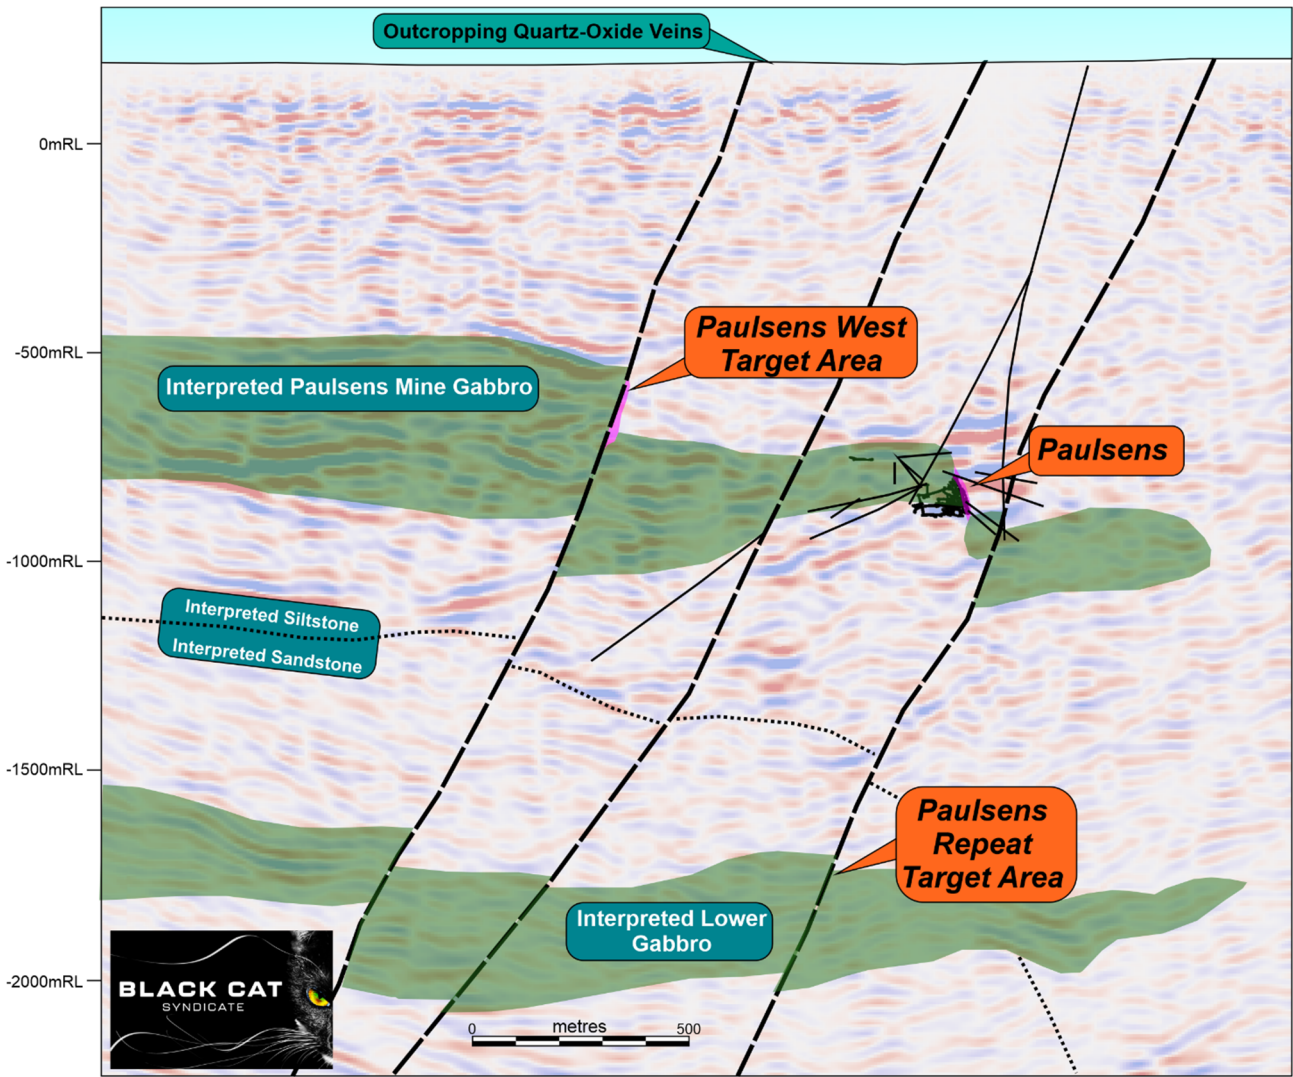 Outcropping Quartz-Oxide Veins
0mRL
-500mRL
Paulsens West
Target Area
Interpreted Paulsens Mine Gabbro
Paulsens
-1000mRL
Interpreted Siltstone
Interpreted Sandstone
-1500mRL
Paulsens
Repeat
Target Area
Interpreted Lower
Gabbro
-2000mRL
BLACK CAT
SYNDICATE
0 metres 500